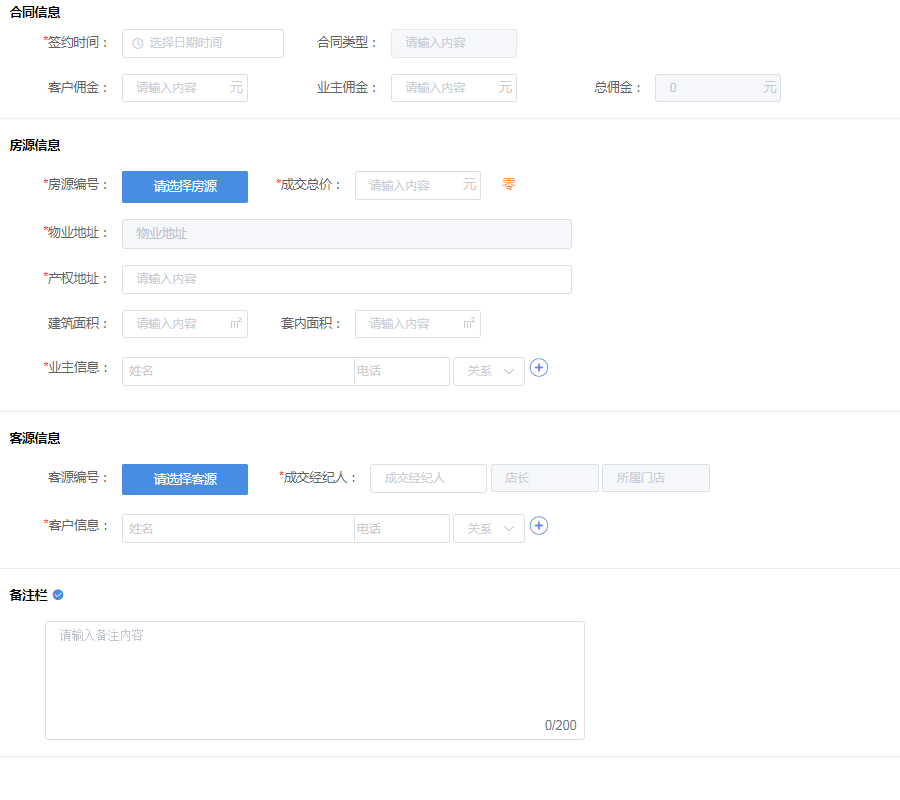 合同信息
*签约时间： 选择日期时间 合同类型： 请输入内容
客户佣金： 请输入内容 元 业主佣金： 请输入内容 元 总佣金： 0 元
房源信息
*房源编号： 请选择房源 *成交总价： 请输入内容 元 零
*物业地址： 物业地址
*产权地址： 请输入内容
建筑面积： 请输入内容 m² 套内面积： 请输入内容 m²
*业主信息： 姓名 电话 关系
客源信息
客源编号： 请选择客源 *成交经纪人： 成交经纪人 店长 所属门店
*客户信息： 姓名 电话 关系
备注栏
请输入备注内容
0/200